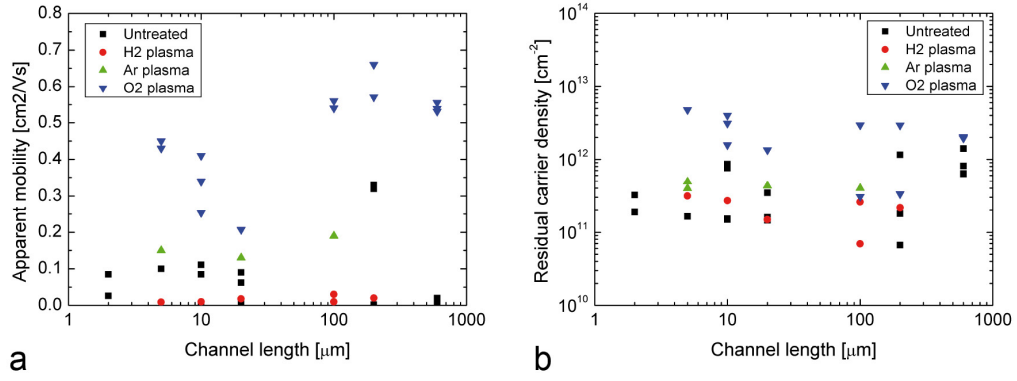 0.8
0.7
0.6
0.5
0.4
0.3
0.2
0.1
0.0
Apparent mobility [cm2/Vs]
Untreated
H2 plasma
Ar plasma
O2 plasma
1
10
100
1000
Channel length [μm]
a
10^14
10^13
10^12
10^11
10^10
Residual carrier density [cm^-2]
Untreated
H2 plasma
Ar plasma
O2 plasma
1
10
100
1000
Channel length [μm]
b